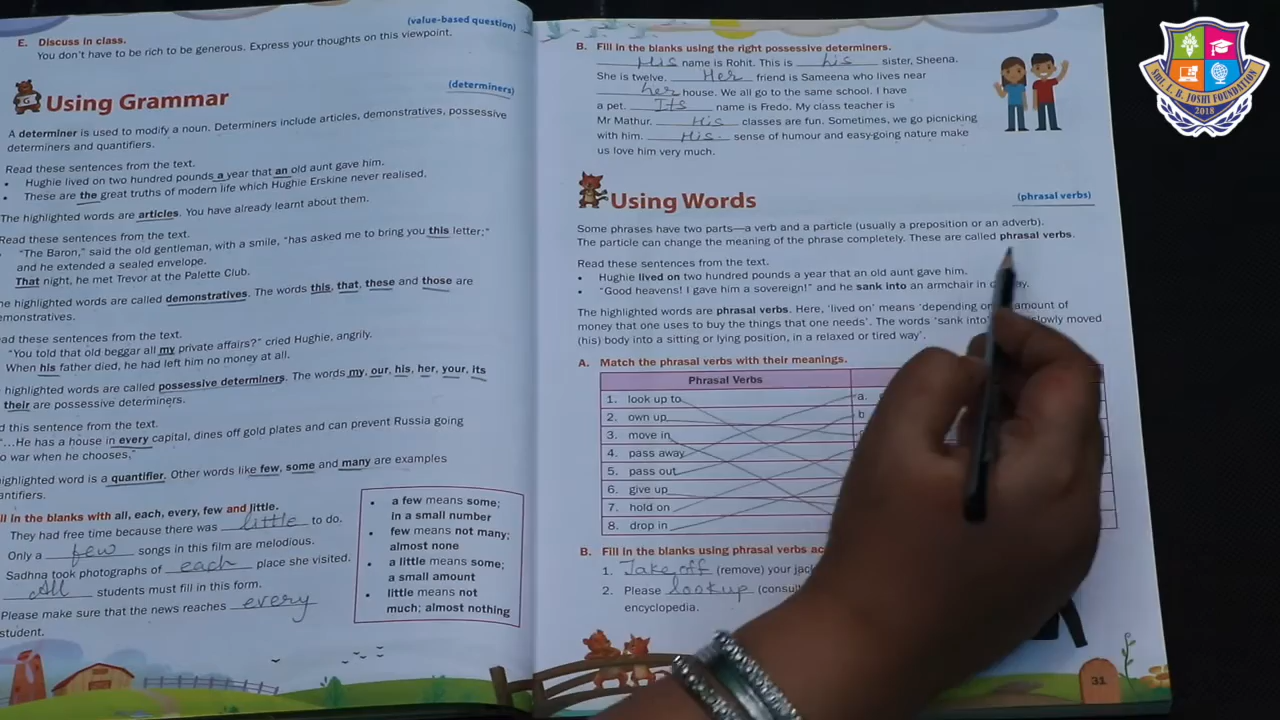 (value-based question)
E. Discuss in class.
You don't have to be rich to be generous. Express your thoughts on this viewpoint.
Using Grammar
(determiners)
A determiner is used to modify a noun. Determiners include articles, demonstratives, possessive
determiners and quantifiers.
Read these sentences from the text.
• Hughie lived on two hundred pounds a year that an old aunt gave him.
• These are the great truths of modern life which Hughie Erskine never realised.
The highlighted words are articles. You have already learnt about them.
Read these sentences from the text.
"The Baron," said the old gentleman, with a smile, "has asked me to bring you this letter;"
and he extended a sealed envelope.
That night, he met Trevor at the Palette Club.
highlighted words are called demonstratives. The words this, that, these and those are
these sentences from the text.
"You told that old beggar all my private affairs?" cried Hughie, angrily.
When his father died, he had left him no money at all.
highlighted words are called possessive determiners. The words my, our, his, her, your, its
their are possessive determiners.
this sentence from the text.
"...He has a house in every capital, dines off gold plates and can prevent Russia going
war when he chooses,"
highlighted word is a quantifier. Other words like few, some and many are examples
in the blanks with all, each, every, few and little.
They had free time because there was little to do.
Only a few songs in this film are melodious.
Sadhna took photographs of each place she visited.
All students must fill in this form.
Please make sure that the news reaches every
student.
• a few means some;
in a small number
• few means not many;
almost none
• a little means some;
a small amount
• little means not
much; almost nothing
B. Fill in the blanks using the right possessive determiners.
His name is Rohit. This is his sister, Sheena.
She is twelve. Her friend is Sameena who lives near
her house. We all go to the same school. I have
a pet. Its name is Fredo. My class teacher is
Mr Mathur. His classes are fun. Sometimes, we go picnicking
with him. His sense of humour and easy-going nature make
us love him very much.
Using Words
(phrasal verbs)
Some phrases have two parts—a verb and a particle (usually a preposition or an adverb).
The particle can change the meaning of the phrase completely. These are called phrasal verbs.
Read these sentences from the text.
• Hughie lived on two hundred pounds a year that an old aunt gave him.
• "Good heavens! I gave him a sovereign!" and he sank into an armchair in
The highlighted words are phrasal verbs. Here, 'lived on' means 'depending on amount of
money that one uses to buy the things that one needs'. The words 'sank into' slowly moved
(his) body into a sitting or lying position, in a relaxed or tired way'.
A. Match the phrasal verbs with their meanings.
Phrasal Verbs
1. look up to a.
2. own up b
3. move in
4. pass away
5. pass out
6. give up
7. hold on
8. drop in
B. Fill in the blanks using phrasal verbs
1. Take off (remove) your
2. Please look up
encyclopedia.
31
SHRI. L. B. JOSHI FOUNDATION
2018